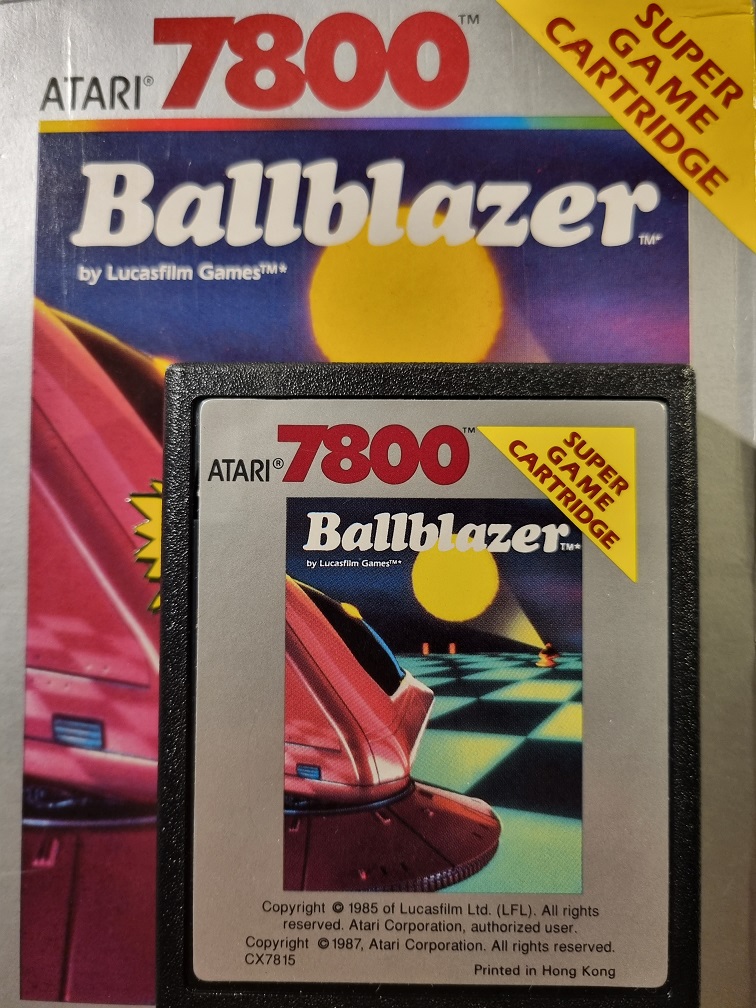 ATARI® 7800™
SUPER
GAME
CARTRIDGE
Ballblazer™*
by Lucasfilm Games™*
ATARI® 7800™
SUPER
GAME
CARTRIDGE
Ballblazer™*
by Lucasfilm Games™*
Copyright © 1985 of Lucasfilm Ltd. (LFL). All rights
reserved. Atari Corporation, authorized user.
Copyright ©1987, Atari Corporation. All rights reserved.
CX7815
Printed in Hong Kong